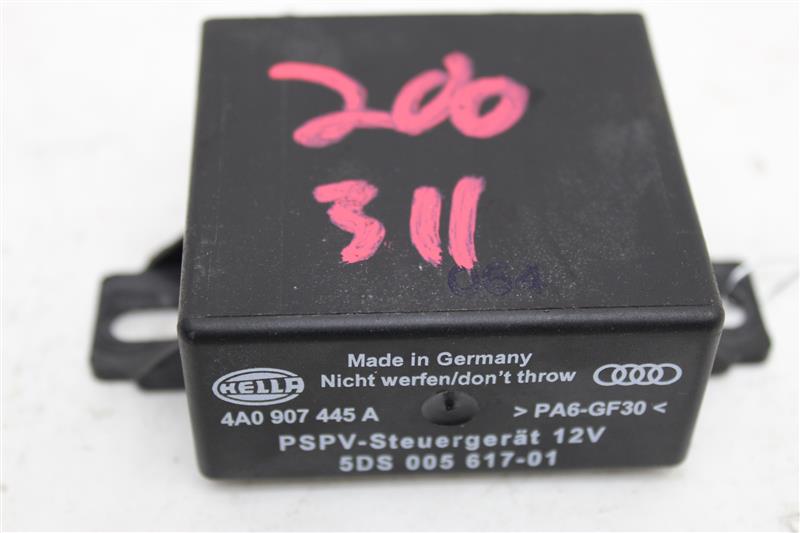 200
311
064
Made in Germany
HELLA Nicht werfen/don't throw
4A0 907 445 A > PA6-GF30 <
PSPV-Steuergerät 12V
5DS 005 617-01